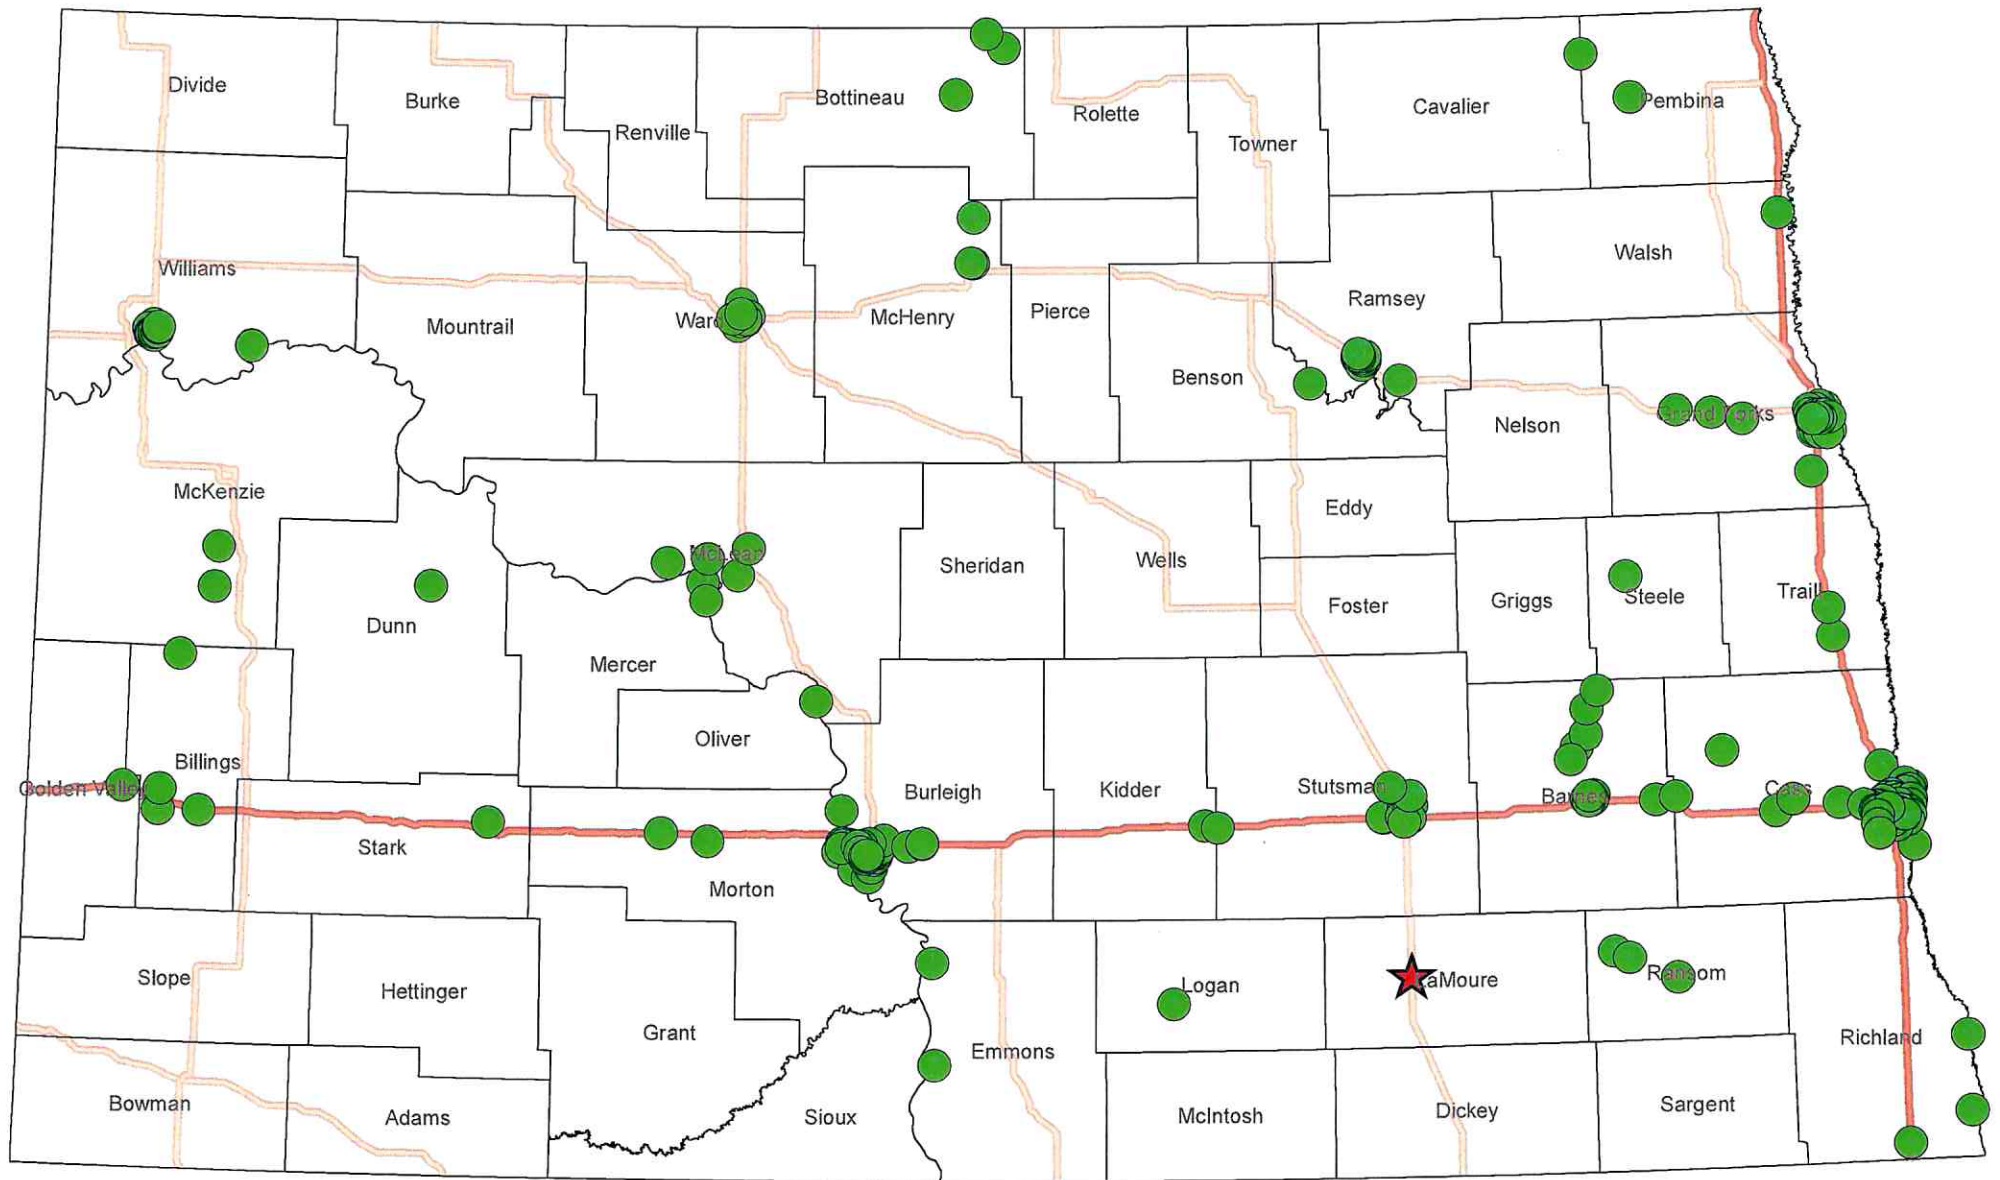 Divide
Burke
Renville
Bottineau
Rolette
Towner
Cavalier
Pembina
Williams
Mountrail
Ward
McHenry
Pierce
Benson
Ramsey
Walsh
Nelson
Grand Forks
McKenzie
Dunn
McLean
Mercer
Oliver
Sheridan
Wells
Eddy
Foster
Griggs
Steele
Traill
Golden Valley
Billings
Stark
Morton
Burleigh
Kidder
Stutsman
Barnes
Cass
Slope
Hettinger
Grant
Sioux
Emmons
Logan
LaMoure
Ransom
Richland
Bowman
Adams
McIntosh
Dickey
Sargent